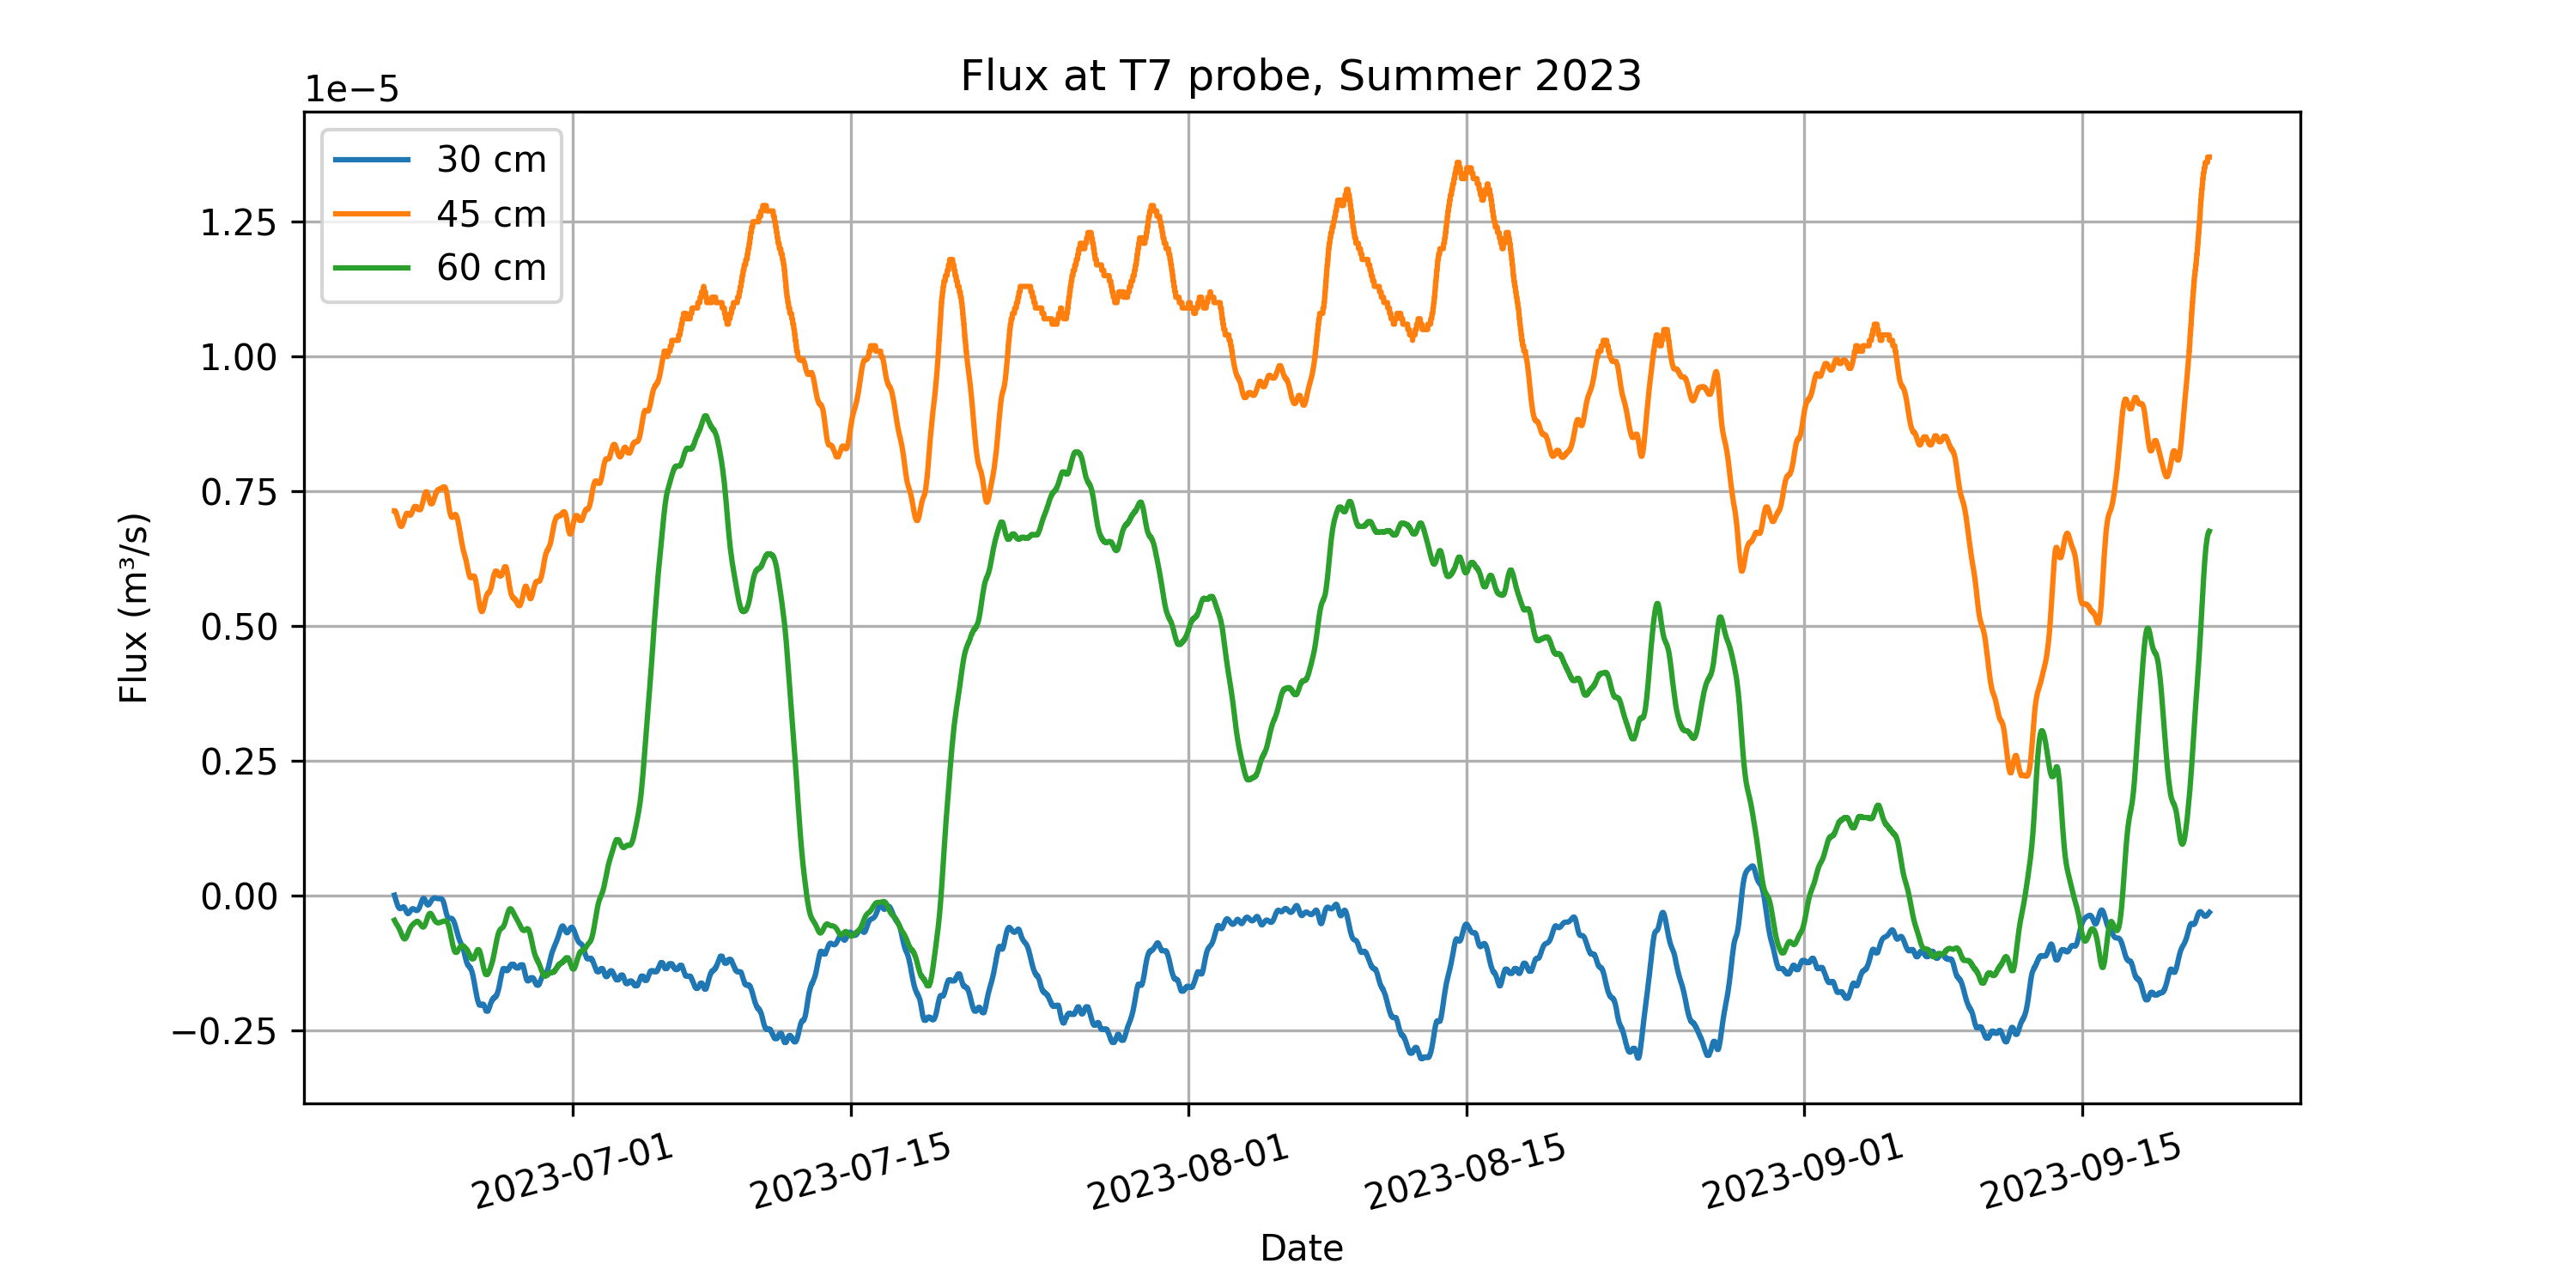 Flux at T7 probe, Summer 2023
1e−5
30 cm
45 cm
60 cm
1.25
1.00
0.75
0.50
0.25
0.00
−0.25
Flux (m³/s)
2023-07-01
2023-07-15
2023-08-01
2023-08-15
2023-09-01
2023-09-15
Date